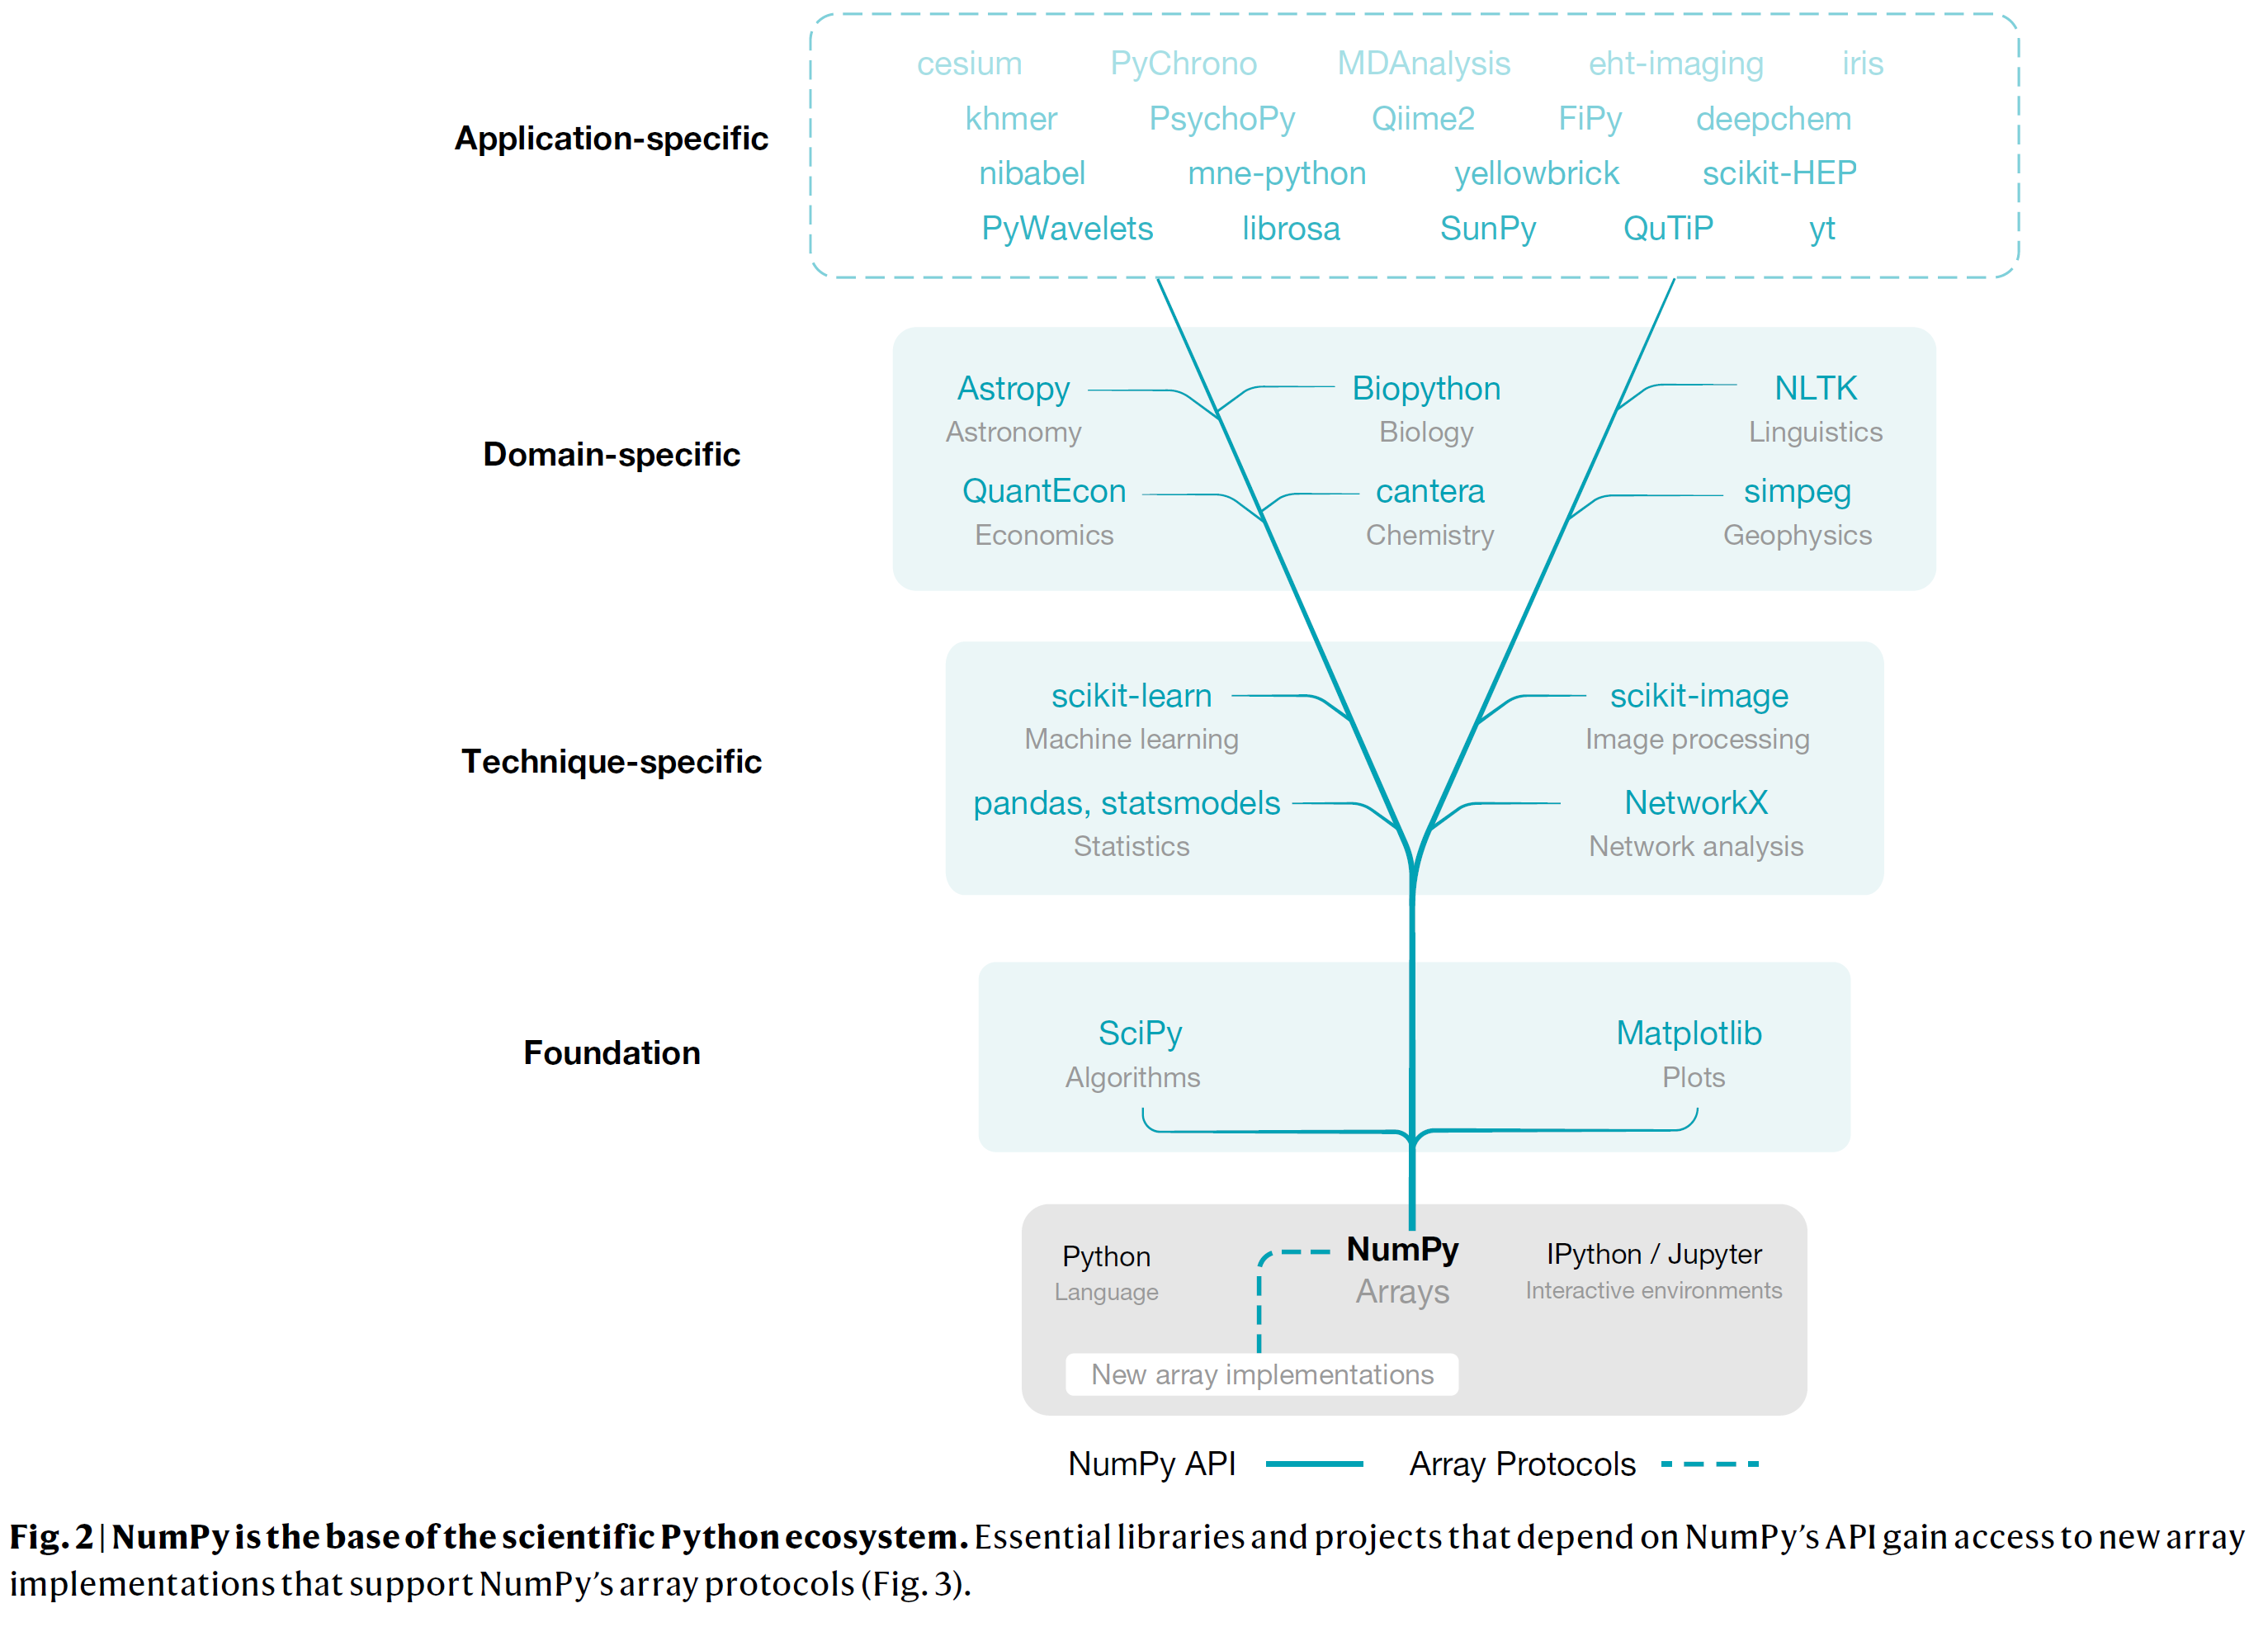 cesium PyChrono MDAnalysis eht-imaging iris
khmer PsychoPy Qiime2 FiPy deepchem
Application-specific
nibabel mne-python yellowbrick scikit-HEP
PyWavelets librosa SunPy QuTiP yt
Astropy Biopython NLTK
Astronomy Biology Linguistics
Domain-specific
QuantEcon cantera simpeg
Economics Chemistry Geophysics
scikit-learn scikit-image
Machine learning Image processing
Technique-specific
pandas, statsmodels NetworkX
Statistics Network analysis
SciPy Matplotlib
Foundation
Algorithms Plots
Python NumPy IPython / Jupyter
Language Arrays Interactive environments
New array implementations
NumPy API Array Protocols
Fig. 2 | NumPy is the base of the scientific Python ecosystem. Essential libraries and projects that depend on NumPy’s API gain access to new array
implementations that support NumPy’s array protocols (Fig. 3).